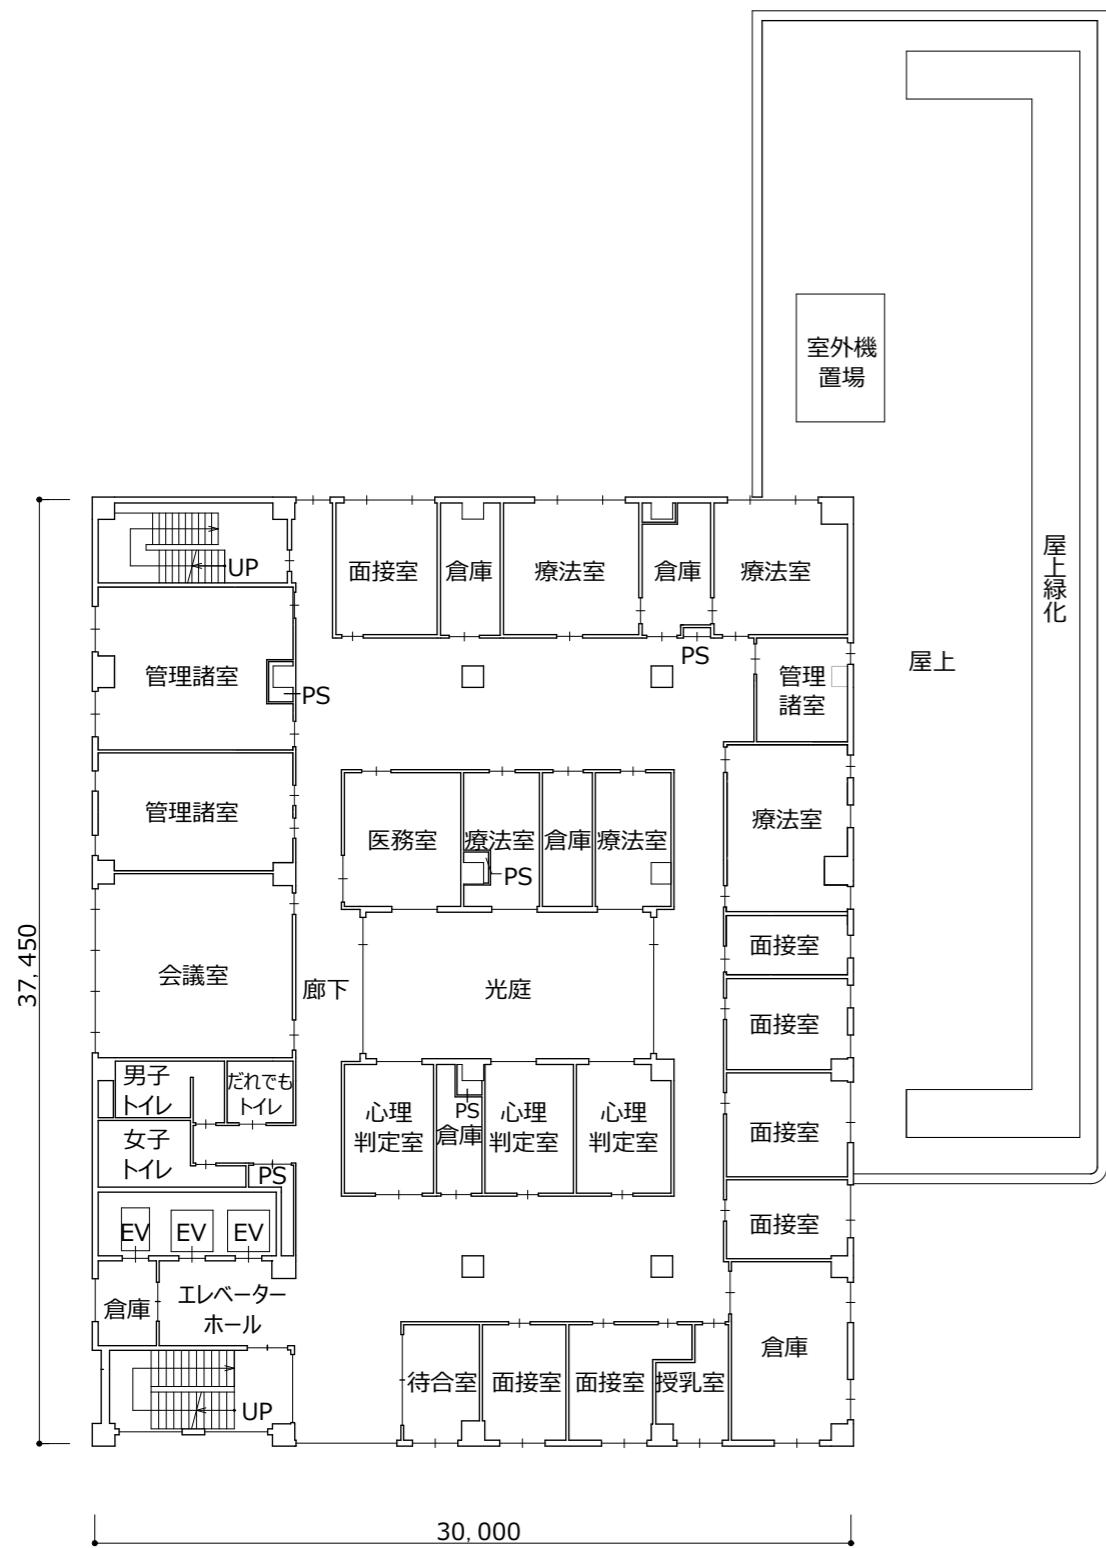 室外機
置場
屋上緑化
屋上
UP
面接室
倉庫
療法室
倉庫
療法室
PS
管理諸室
PS
管理
諸室
管理諸室
医務室
療法室
PS
倉庫
療法室
療法室
会議室
廊下
光庭
面接室
面接室
男子
トイレ
だれでも
トイレ
女子
トイレ
PS
心理
判定室
PS
倉庫
心理
判定室
心理
判定室
面接室
面接室
EV
EV
EV
倉庫
エレベーター
ホール
UP
待合室
面接室
面接室
授乳室
倉庫
37,450
30,000